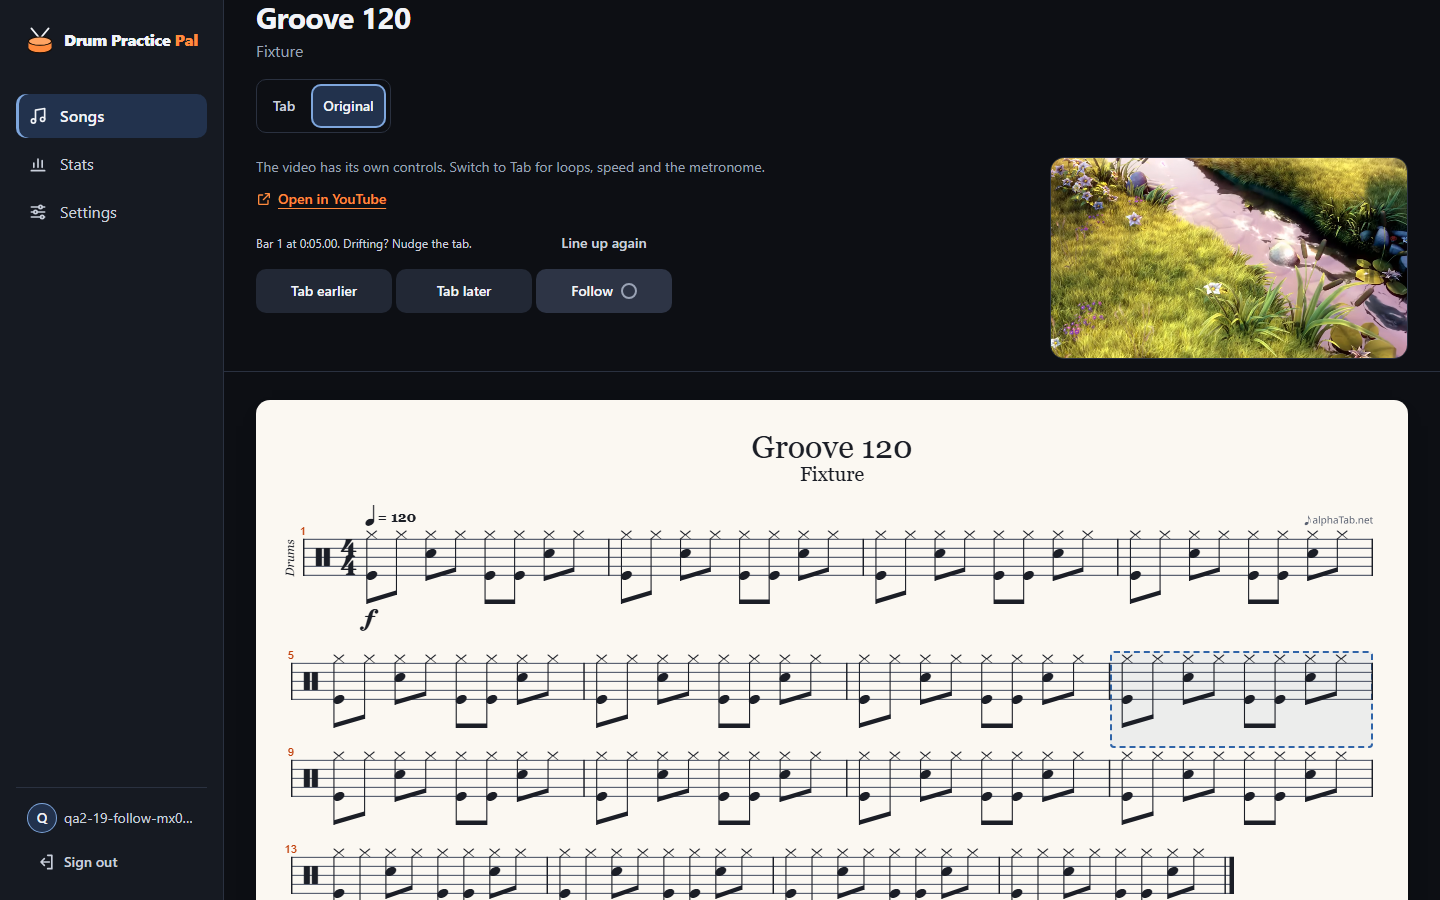 Drum Practice Pal
Songs
Stats
Settings
Q qa2-19-follow-mx0...
Sign out
Groove 120
Fixture
Tab Original
The video has its own controls. Switch to Tab for loops, speed and the metronome.
Open in YouTube
Bar 1 at 0:05.00. Drifting? Nudge the tab. Line up again
Tab earlier Tab later Follow
Groove 120
Fixture
= 120
alphaTab.net
1
Drums
4
4
f
5
9
13